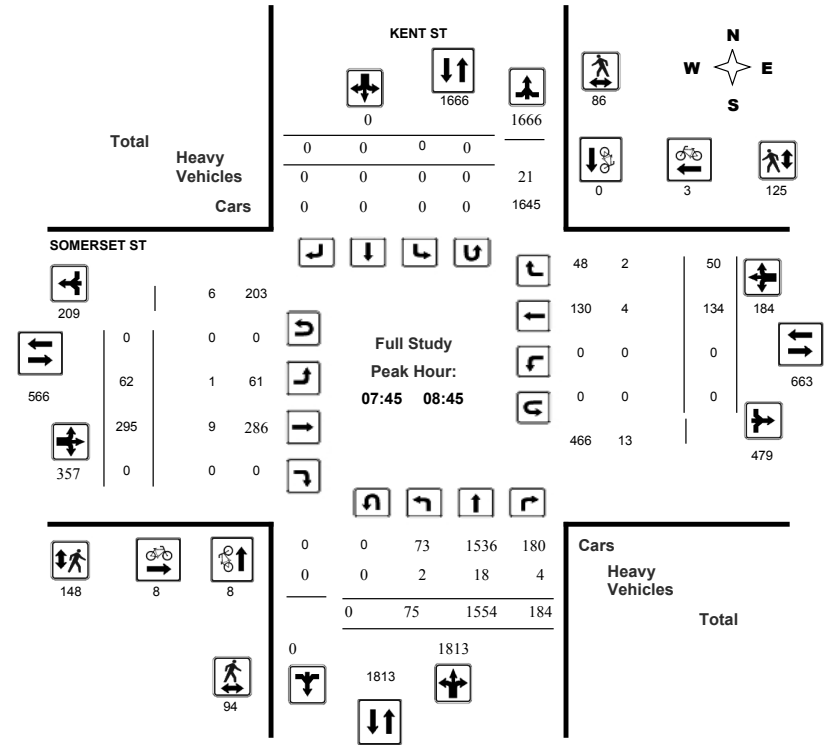 KENT ST
N
W E
S
1666
86
0 1666
Total
0 0 0 0
Heavy
Vehicles
0 0 0 0 21
Cars
0 0 0 0 1645
0 3 125
SOMERSET ST
48 2 50
6 203
209
184
130 4 134
0 0 0
Full Study
0 0 0
566
663
62 1 61
Peak Hour:
07:45 08:45
0 0 0
295 9 286
466 13
479
357
0 0 0
0 0 73 1536 180
Cars
0 0 2 18 4
Heavy
Vehicles
148 8 8
0 75 1554 184
Total
0 1813
1813
94